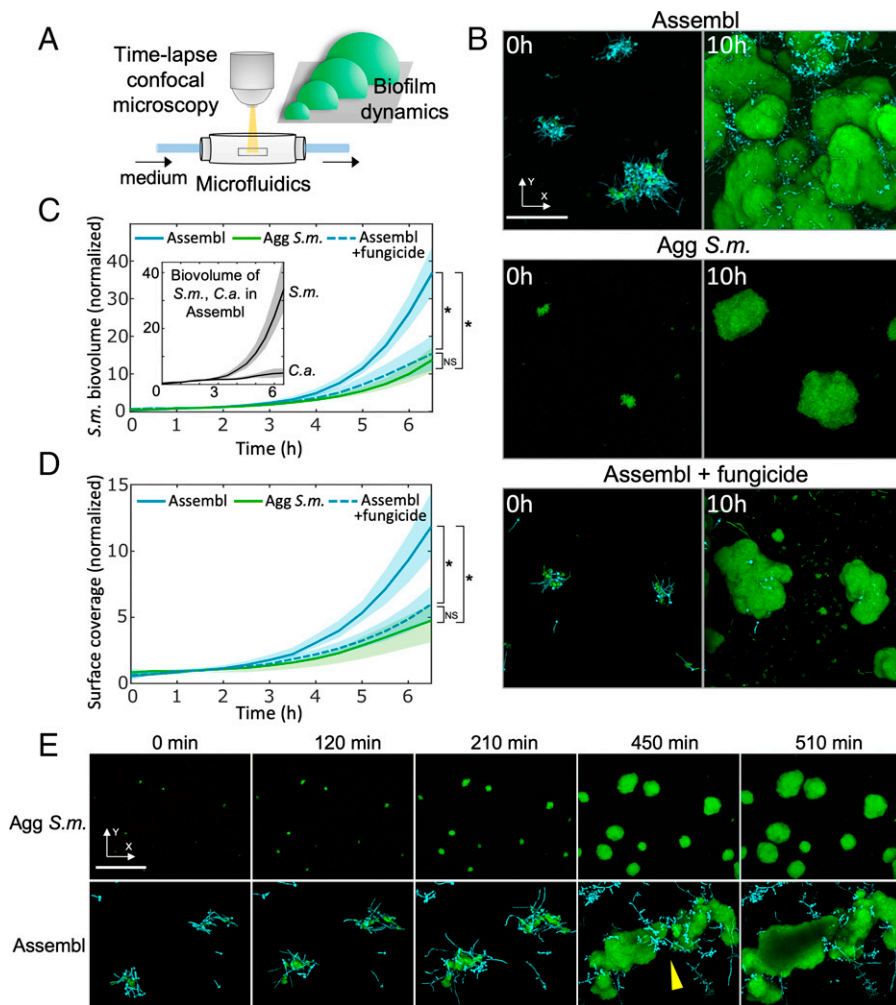 A
Time-lapse
confocal
microscopy
Biofilm
dynamics
medium
Microfluidics
B
Assembl
0h
10h
Y
X
Agg S.m.
0h
10h
Assembl + fungicide
0h
10h
C
Assembl
Agg S.m.
Assembl
+fungicide
S.m. biovolume (normalized)
40
30
20
10
0
Biovolume of
S.m., C.a. in
Assembl
40
20
0
3
6
S.m.
C.a.
*
*
NS
0
1
2
3
4
5
6
Time (h)
D
Assembl
Agg S.m.
Assembl
+fungicide
Surface coverage (normalized)
15
10
5
0
*
*
NS
0
1
2
3
4
5
6
Time (h)
E
0 min
120 min
210 min
450 min
510 min
Agg S.m.
Y
X
Assembl